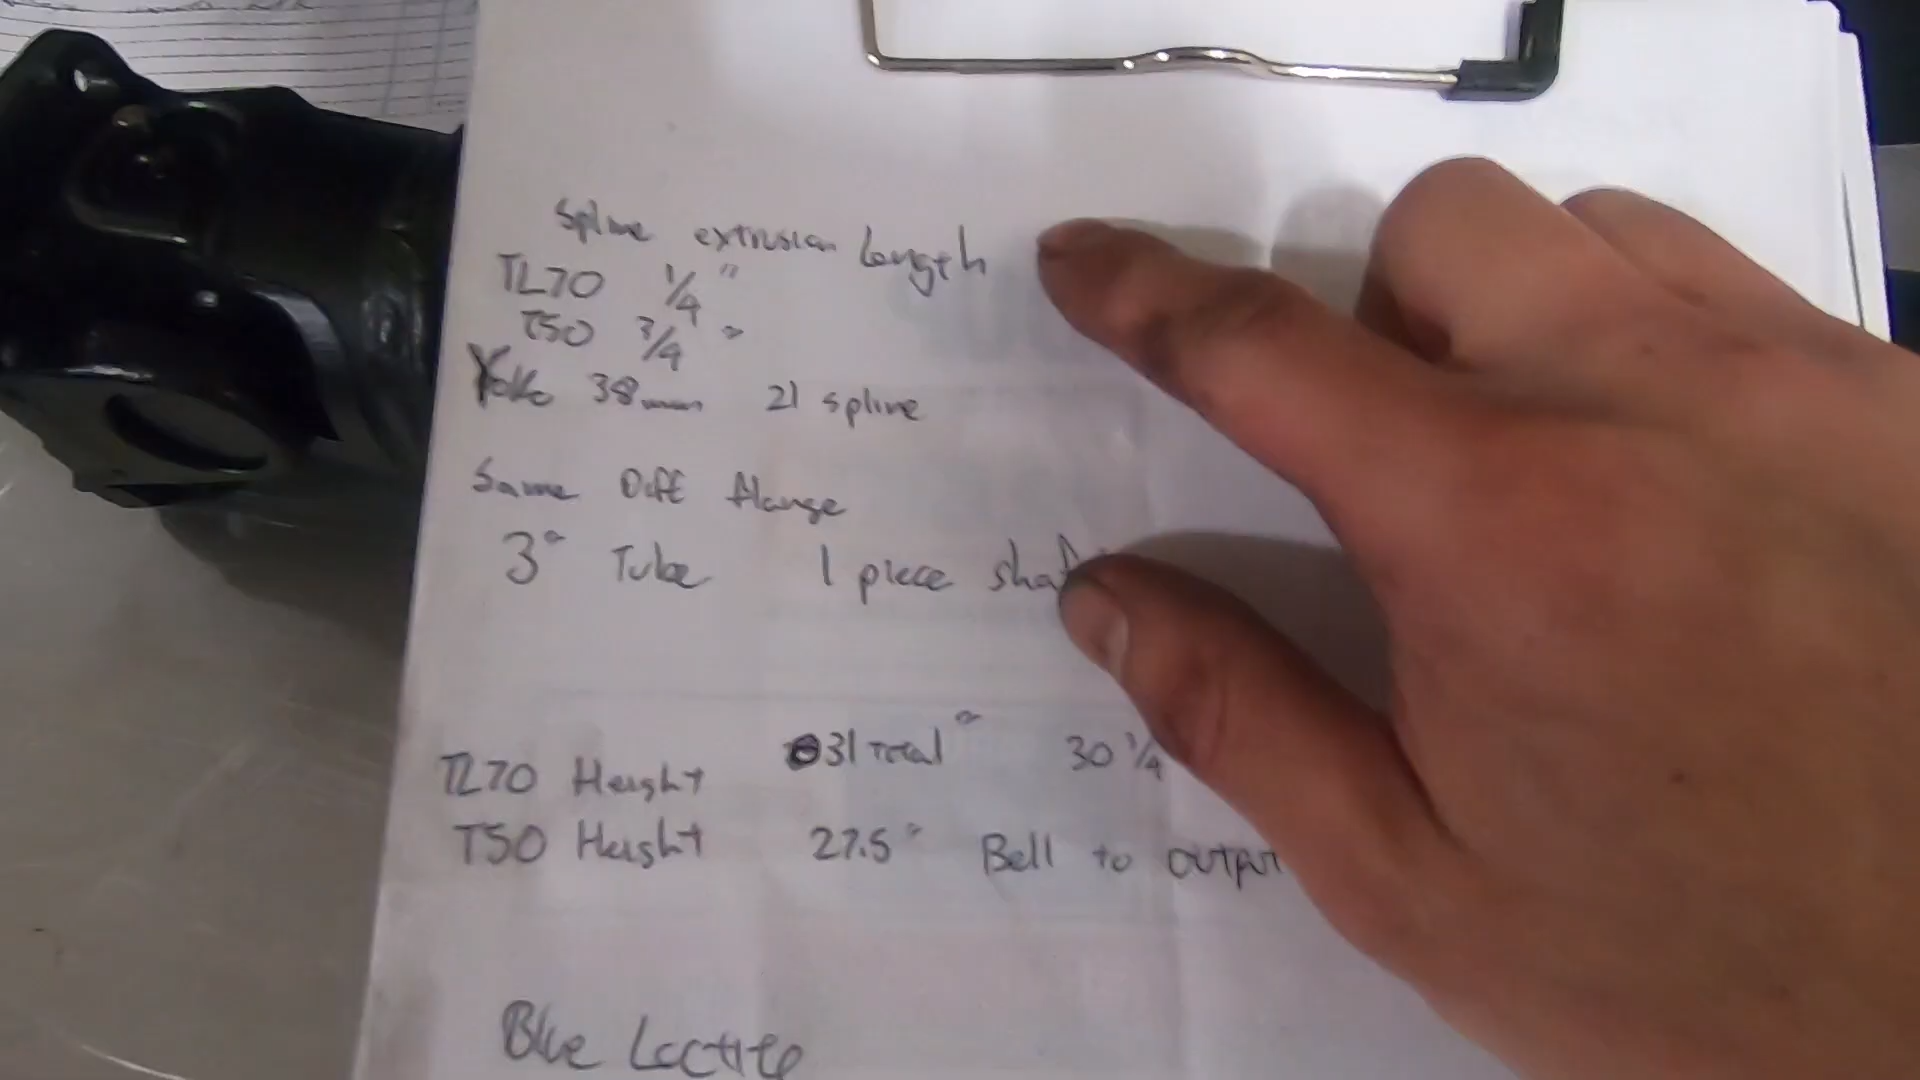 Spline extrusion Length
TL70 1/4"
T50 3/4"
Yoke 38mm 21 spline
Same Diff flange
3" Tube 1 piece shaf
TL70 Height 31 Total" 30 1/4
T50 Height 27.5" Bell to output
Blue Loctite